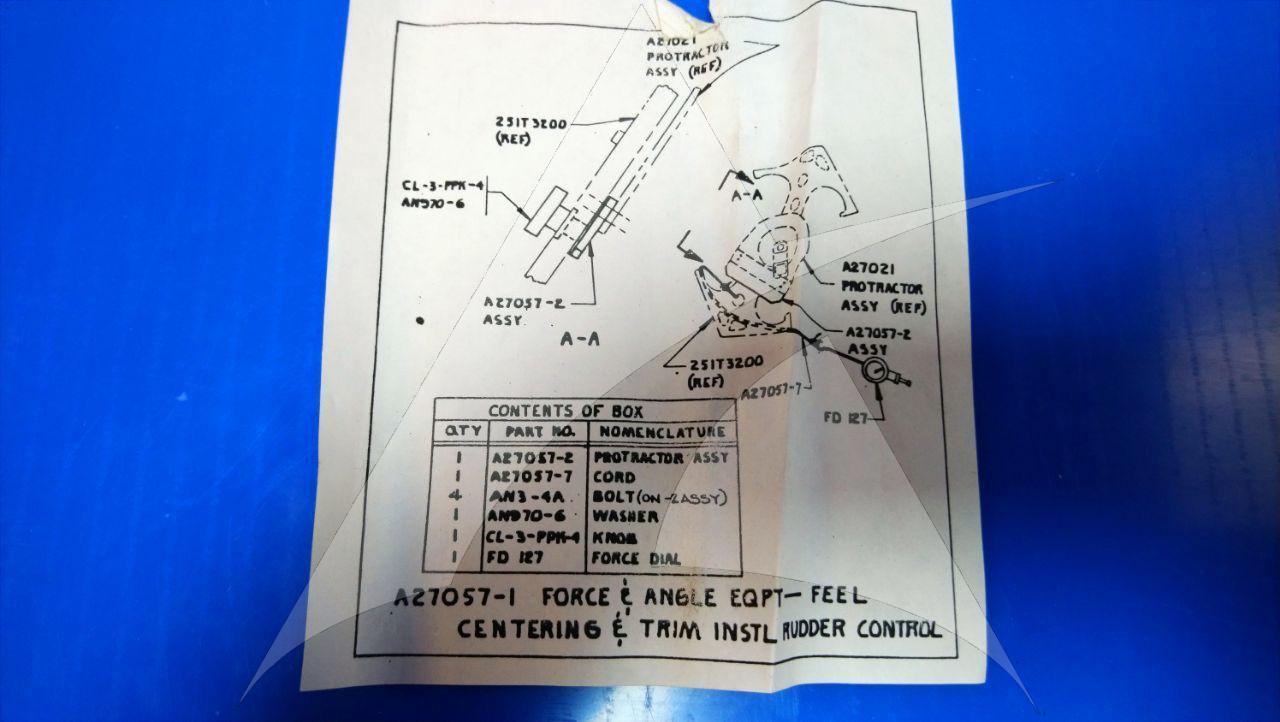 A27021
PROTRACTOR
ASSY (REF)
251T3200
(REF)
CL-3-PPK-4
AN970-6
A-A
A27021
PROTRACTOR
ASSY (REF)
A27057-2
ASSY
A-A
A27057-2
ASSY
251T3200
(REF)
A27057-7
FD 127
CONTENTS OF BOX
QTY PART NO. NOMENCLATURE
1 A27057-2 PROTRACTOR ASSY
1 A27057-7 CORD
4 AN3-4A BOLT (ON -2ASSY)
1 AN970-6 WASHER
1 CL-3-PPK-4 KNOB
1 FD 127 FORCE DIAL
A27057-1 FORCE & ANGLE EQPT- FEEL
CENTERING & TRIM INSTL RUDDER CONTROL